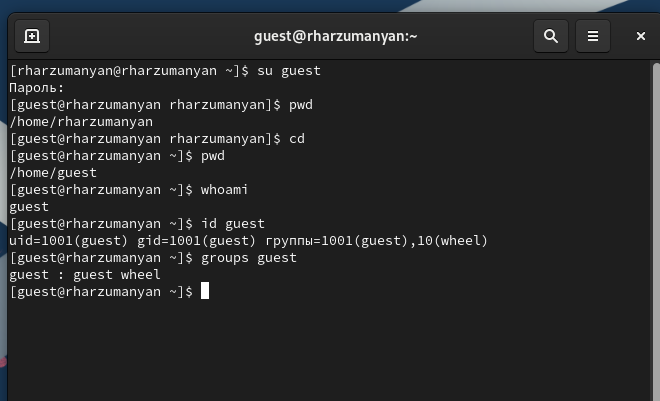 guest@rharzumanyan:~
[rharzumanyan@rharzumanyan ~]$ su guest
Пароль:
[guest@rharzumanyan rharzumanyan]$ pwd
/home/rharzumanyan
[guest@rharzumanyan rharzumanyan]$ cd
[guest@rharzumanyan ~]$ pwd
/home/guest
[guest@rharzumanyan ~]$ whoami
guest
[guest@rharzumanyan ~]$ id guest
uid=1001(guest) gid=1001(guest) группы=1001(guest),10(wheel)
[guest@rharzumanyan ~]$ groups guest
guest : guest wheel
[guest@rharzumanyan ~]$